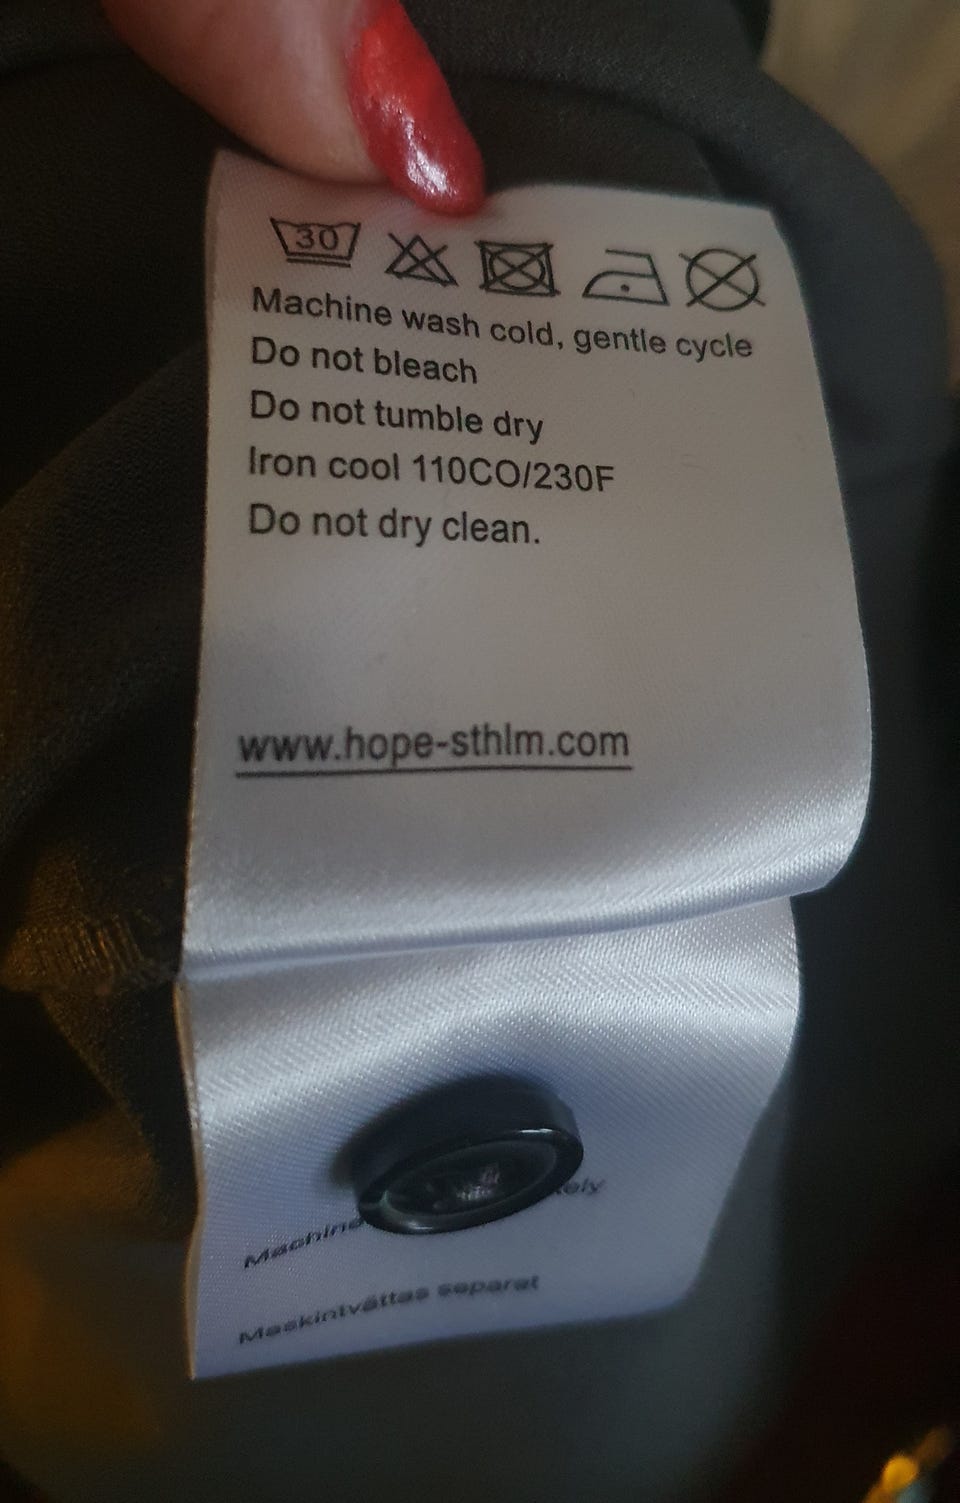 30
Machine wash cold, gentle cycle
Do not bleach
Do not tumble dry
Iron cool 110CO/230F
Do not dry clean.
www.hope-sthlm.com
Machine
Maskintvättas separat